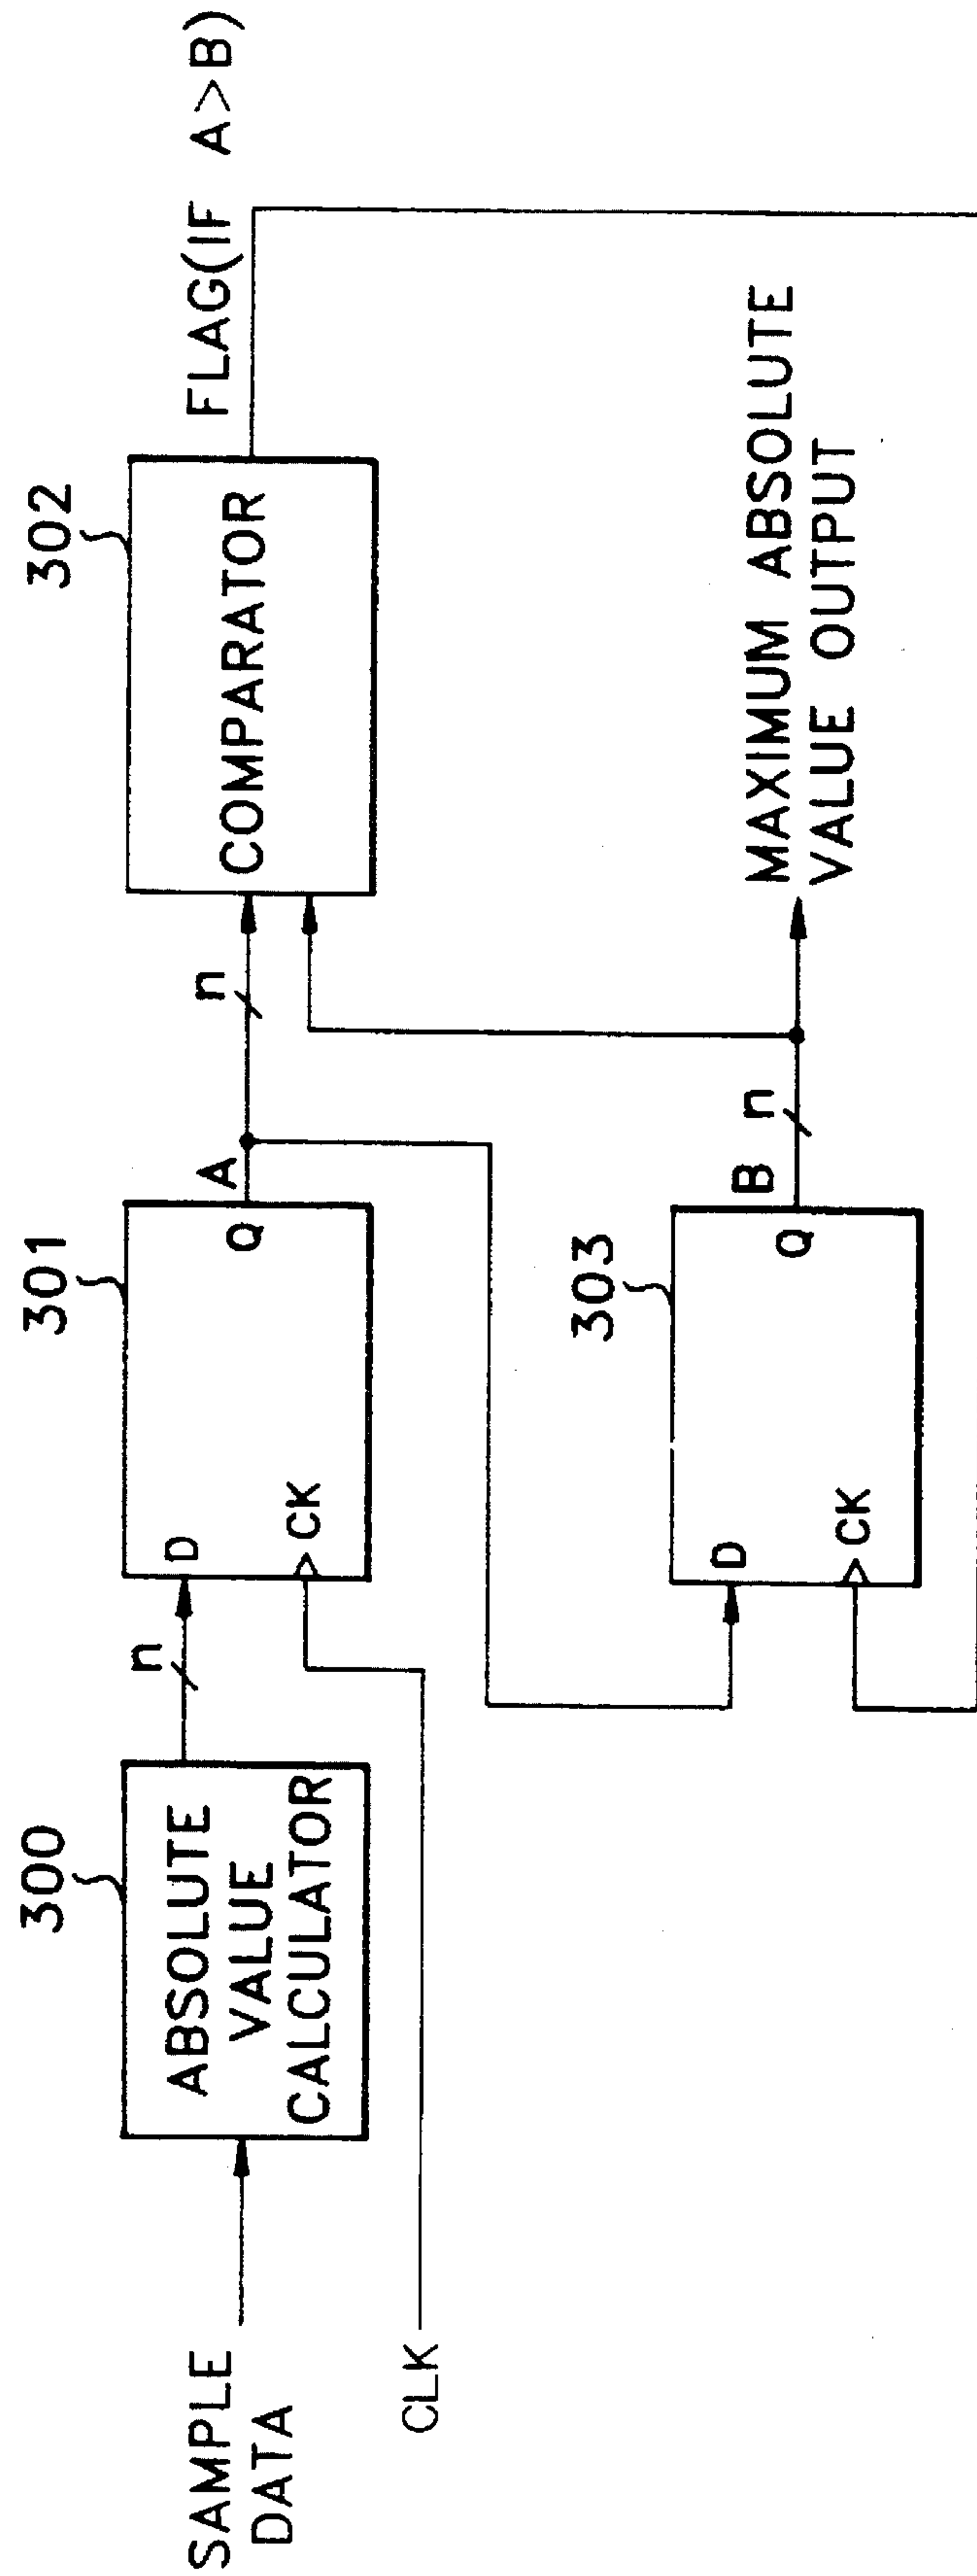 300
301
302
SAMPLE
DATA
ABSOLUTE
VALUE
CALCULATOR
n
D
CK
Q
A
n
COMPARATOR
FLAG(IF A>B)
CLK
303
D
CK
Q
B
n
MAXIMUM ABSOLUTE
VALUE OUTPUT